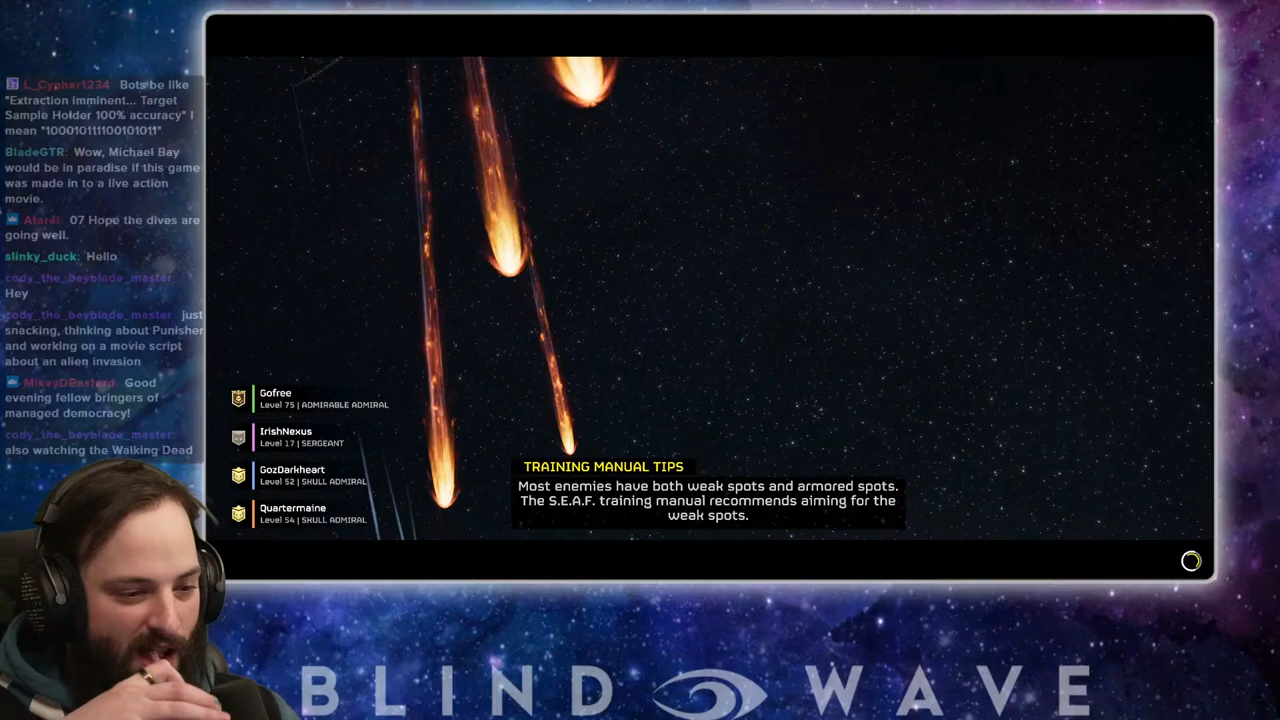 L_Cypher1234 Bots be like
"Extraction imminent... Target
Sample Holder 100% accuracy" I
mean "100010111100101011"
BladeGTR: Wow, Michael Bay
would be in paradise if this game
was made in to a live action
movie.
Atarel: 07 Hope the dives are
going well.
slinky_duck: Hello
cody_the_beyblade_master:
Hey
cody_the_beyblade_master: just
snacking, thinking about Punisher
and working on a movie script
about an alien invasion
MikeyDBastard: Good
evening fellow bringers of
managed democracy!
cody_the_beyblade_master:
also watching the Walking Dead
Gofree
Level 75 | ADMIRABLE ADMIRAL
IrishNexus
Level 17 | SERGEANT
GozDarkheart
Level 52 | SKULL ADMIRAL
Quartermaine
Level 54 | SKULL ADMIRAL
TRAINING MANUAL TIPS
Most enemies have both weak spots and armored spots.
The S.E.A.F. training manual recommends aiming for the
weak spots.
BLIND WAVE